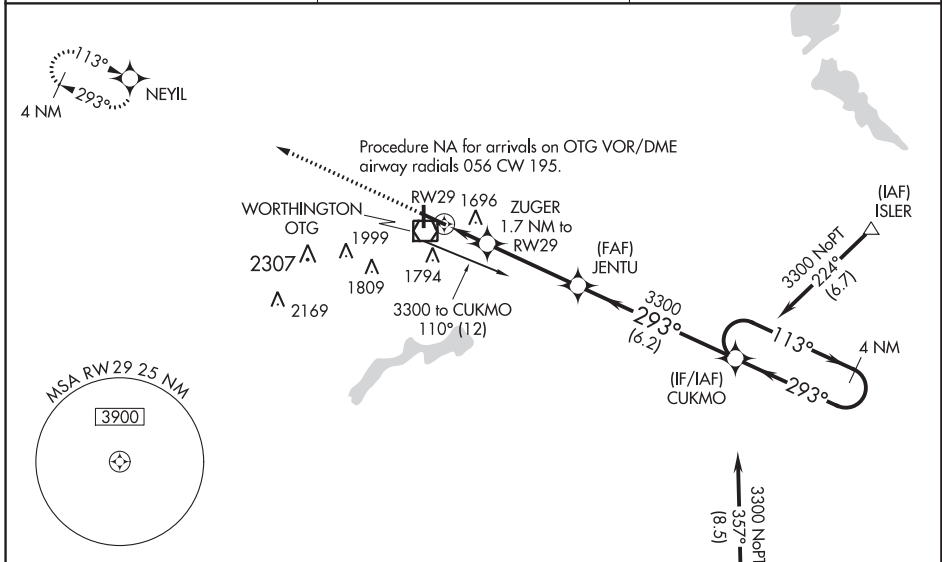 113°
293°
4 NM
NEYIL
Procedure NA for arrivals on OTG VOR/DME
airway radials 056 CW 195.
RW29
1696
WORTHINGTON
OTG
ZUGER
1.7 NM to
RW29
(IAF)
ISLER
1999
2307
1809
1794
2169
(FAF)
JENTU
3300 NoPT
224°
(6.7)
3300 to CUKMO
110° (12)
3300
293°
(6.2)
113°
4 NM
293°
(IF/IAF)
CUKMO
MSA RW29 25 NM
3900
3300 NoPT
357°
(8.5)